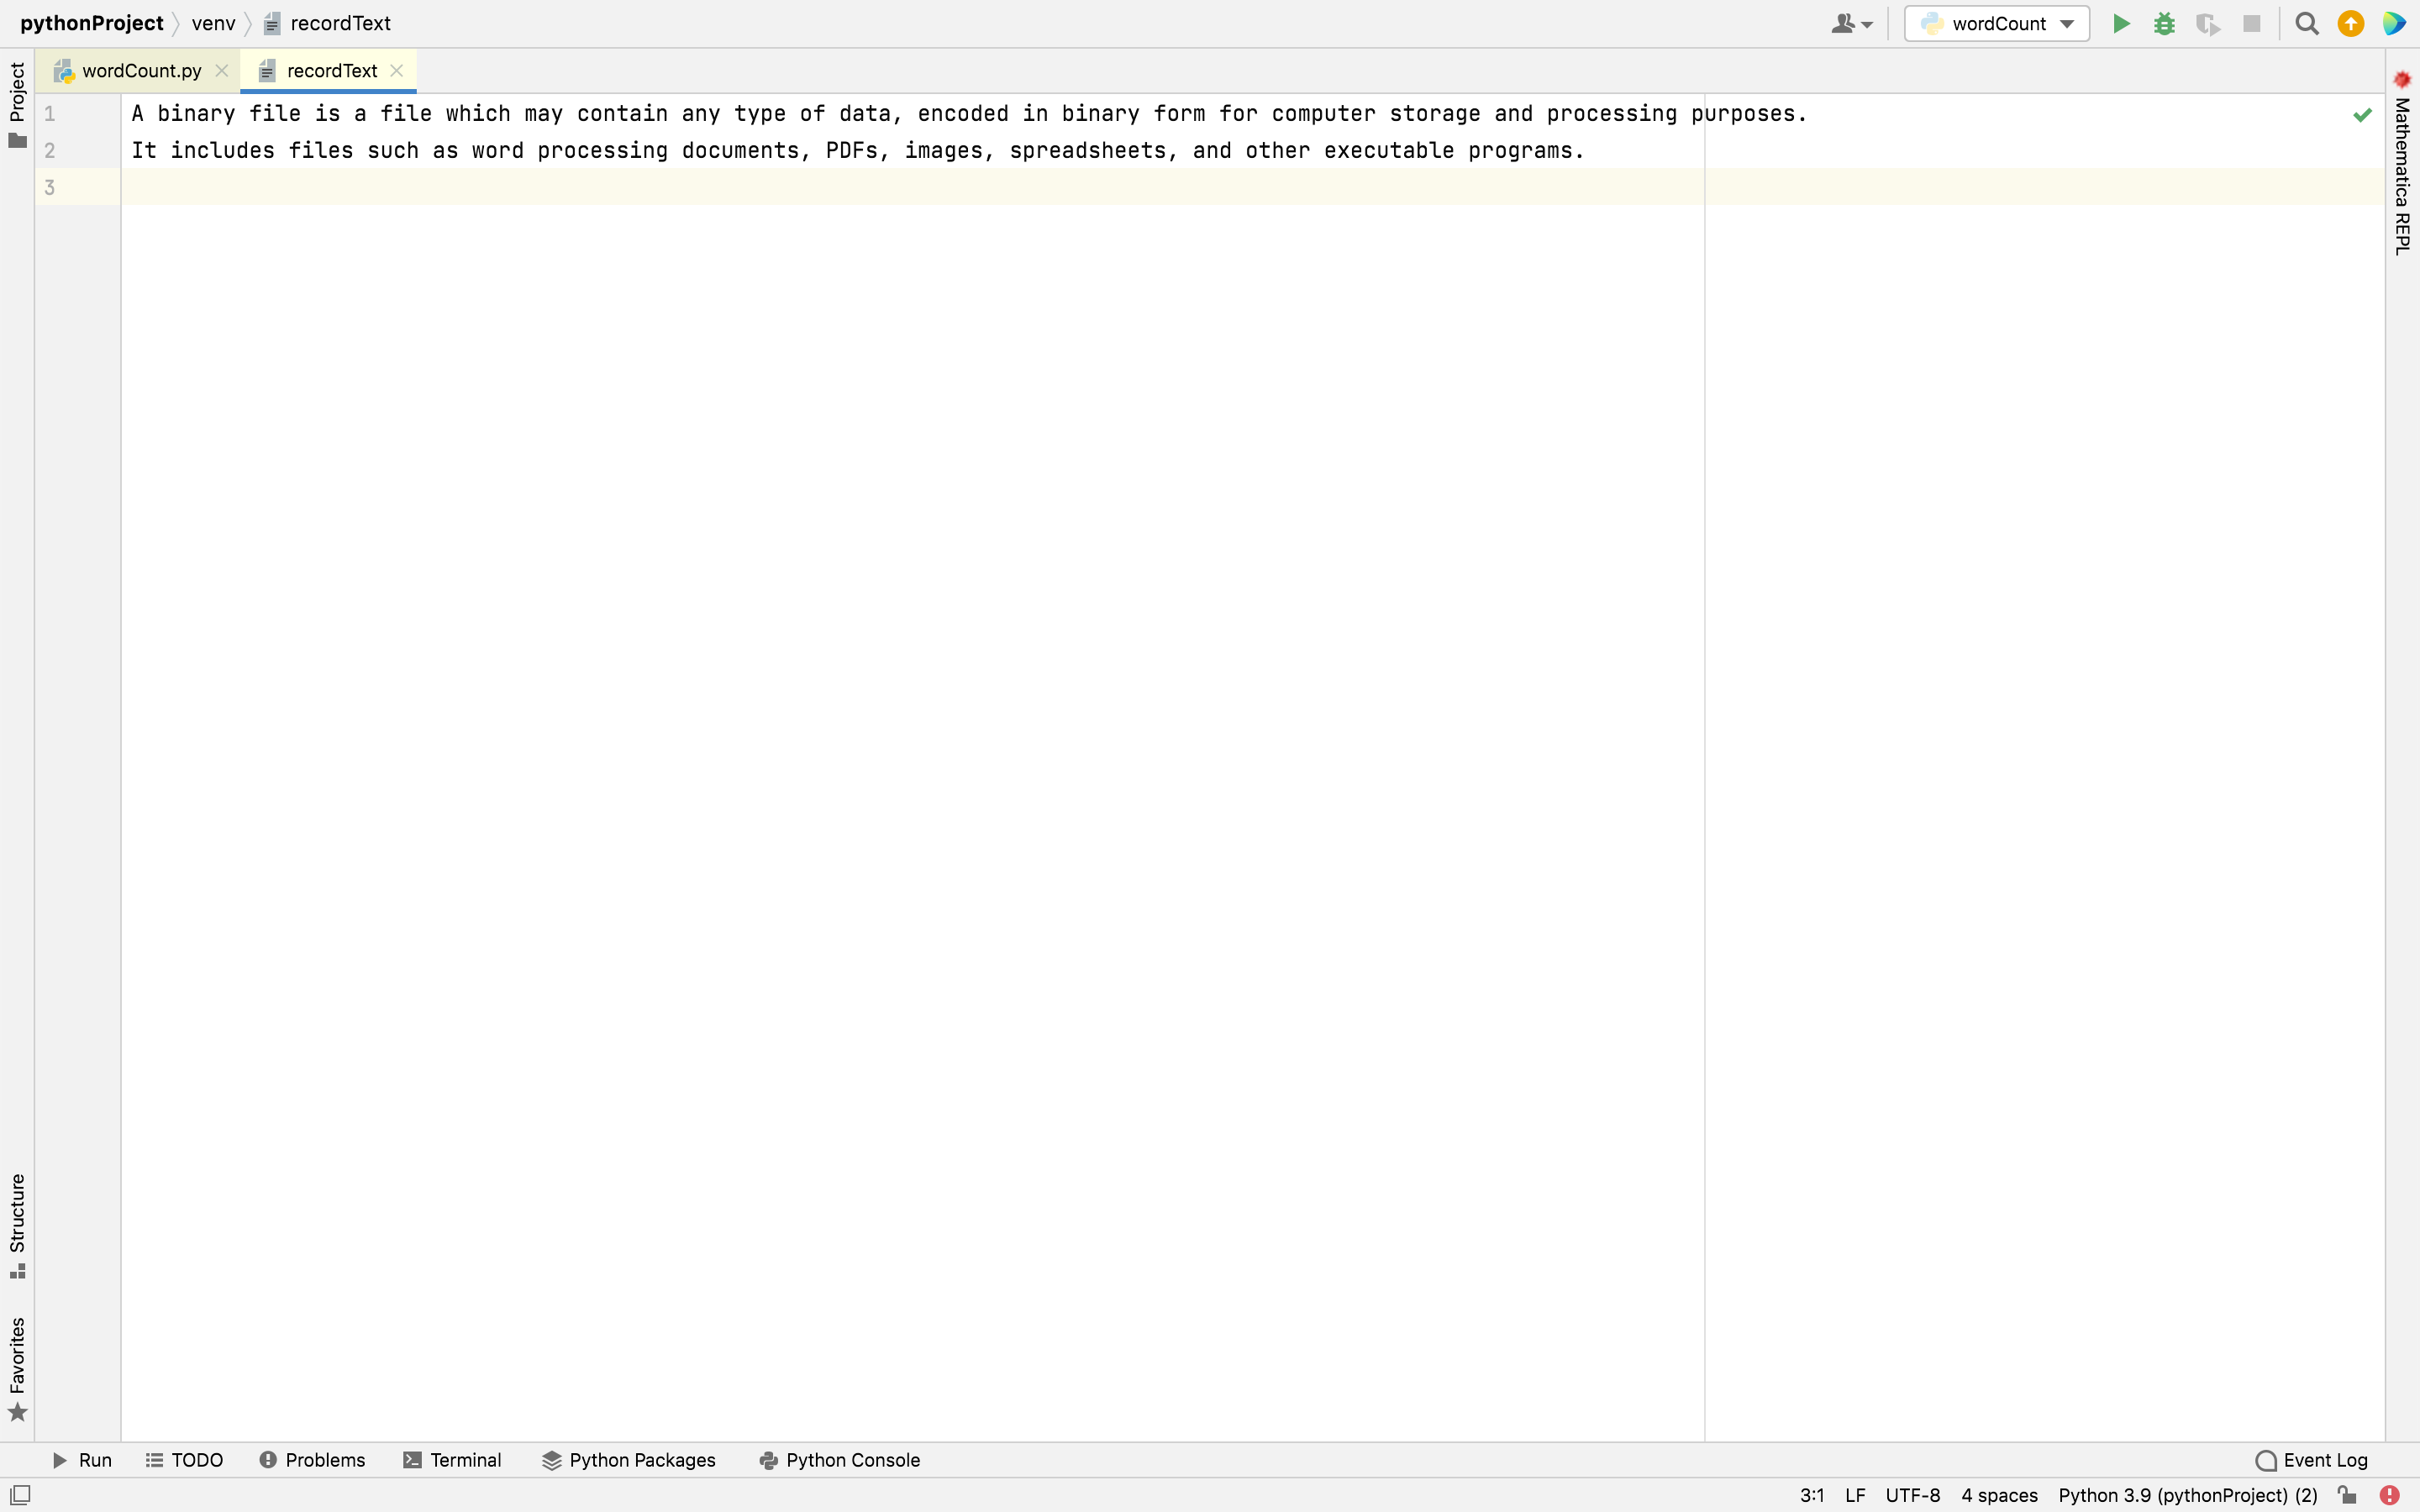 pythonProject venv recordText
wordCount
wordCount.py recordText
Project
1 A binary file is a file which may contain any type of data, encoded in binary form for computer storage and processing purposes.
2 It includes files such as word processing documents, PDFs, images, spreadsheets, and other executable programs.
3
Mathematica REPL
Structure
Favorites
Run TODO Problems Terminal Python Packages Python Console Event Log
3:1 LF UTF-8 4 spaces Python 3.9 (pythonProject) (2)